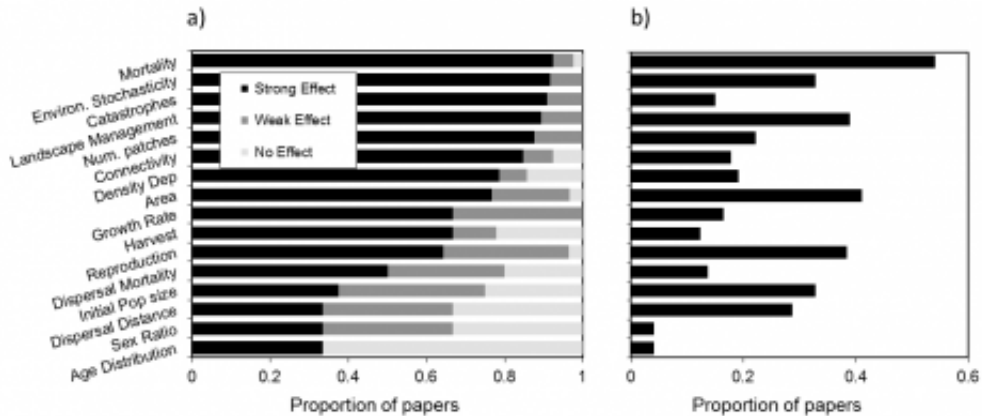 a)
b)
Mortality
Environ. Stochasticity
Catastrophes
Landscape Management
Num. patches
Connectivity
Density Dep
Area
Growth Rate
Harvest
Reproduction
Dispersal Mortality
Initial Pop size
Dispersal Distance
Sex Ratio
Age Distribution
Strong Effect
Weak Effect
No Effect
0 0.2 0.4 0.6 0.8 1
0 0.2 0.4 0.6
Proportion of papers
Proportion of papers